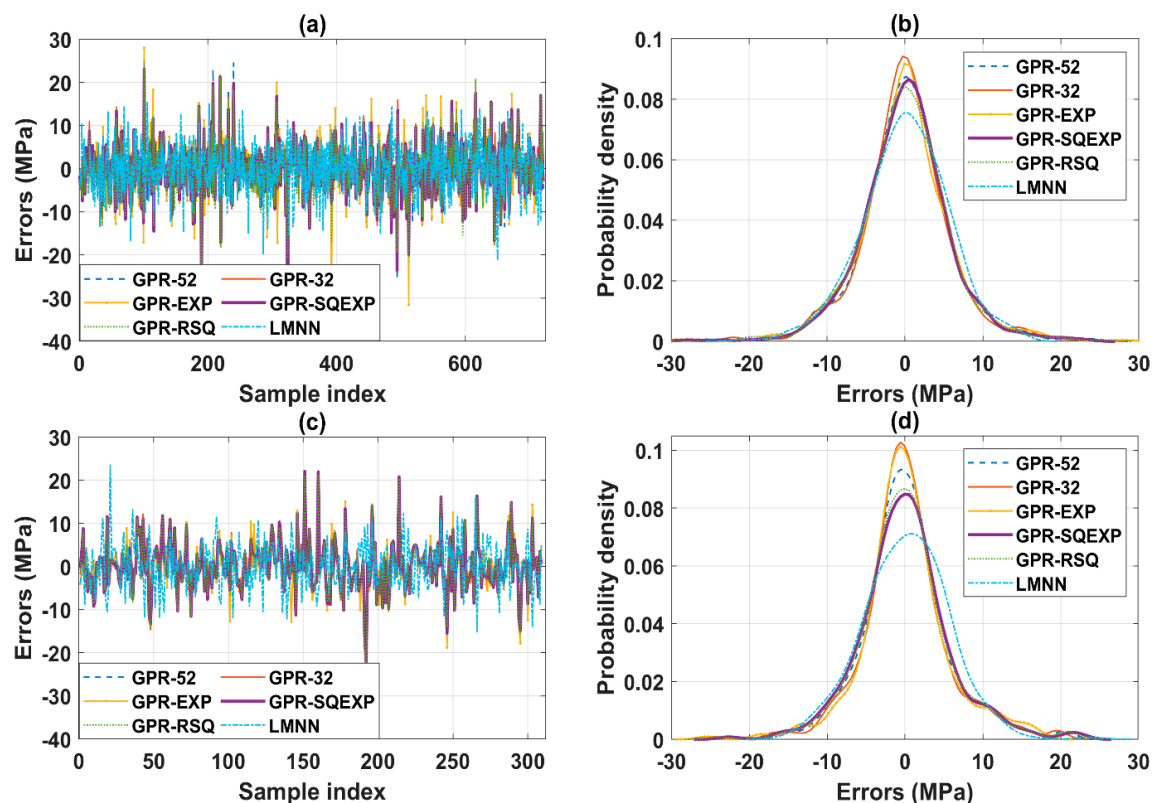 (a)
Errors (MPa)
30
20
10
0
-10
-20
-30
-40
GPR-52
GPR-32
GPR-EXP
GPR-SQEXP
GPR-RSQ
LMNN
0
200
400
600
Sample index
(b)
Probability density
0.1
0.08
0.06
0.04
0.02
0
GPR-52
GPR-32
GPR-EXP
GPR-SQEXP
GPR-RSQ
LMNN
-30
-20
-10
0
10
20
30
Errors (MPa)
(c)
Errors (MPa)
30
20
10
0
-10
-20
-30
-40
GPR-52
GPR-32
GPR-EXP
GPR-SQEXP
GPR-RSQ
LMNN
0
50
100
150
200
250
300
Sample index
(d)
Probability density
0.1
0.08
0.06
0.04
0.02
0
GPR-52
GPR-32
GPR-EXP
GPR-SQEXP
GPR-RSQ
LMNN
-30
-20
-10
0
10
20
30
Errors (MPa)